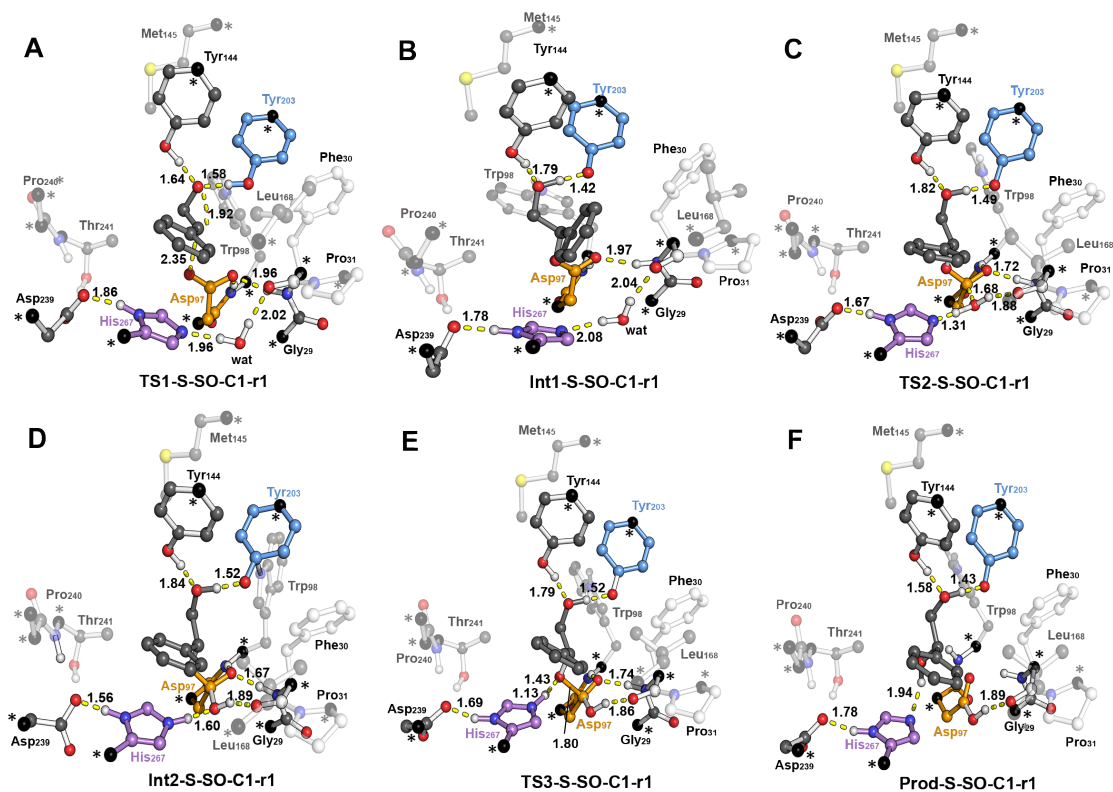 A
Met145
*
Tyr144
*
Tyr203
*
Phe30
1.58
1.64
Pro240
*
*
Leu168
1.92
Thr241
Trp98
2.35
1.96
Pro31
*
*
Asp97
1.86
Asp239
*
2.02
His267
*
1.96
wat
Gly29
*
TS1-S-SO-C1-r1
B
Met145
*
Tyr144
*
Tyr203
*
Phe30
1.79
Trp98
1.42
Pro240
*
Leu168
*
Thr241
*
1.97
*
Asp97
*
2.04
Pro31
His267
1.78
Asp239
*
*
2.08
wat
Gly29
*
Int1-S-SO-C1-r1
C
Met145
*
Tyr144
*
Tyr203
*
Phe30
1.82
Trp98
1.49
Pro240
*
*
Leu168
Thr241
*
1.72
Pro31
Asp97
1.68
*
*
Asp239
1.67
1.88
*
1.31
Gly29
*
*
His267
TS2-S-SO-C1-r1
D
Met145
*
Tyr144
*
Tyr203
*
1.52
1.84
Trp98
Pro240
*
*
Thr241
Phe30
*
1.67
Asp97
*
*
1.56
1.89
Pro31
*
1.60
Asp239
*
His267
Leu168
Gly29
*
Int2-S-SO-C1-r1
E
Met145
*
Tyr144
*
Tyr203
*
Phe30
1.52
1.79
Trp98
*
Thr241
Pro240
*
Leu168
*
1.74
*
1.43
1.13
1.69
1.86
Pro31
Asp239
*
Asp97
*
His267
*
Gly29
*
1.80
TS3-S-SO-C1-r1
F
Met145
*
Tyr144
*
Tyr203
*
Phe30
1.43
1.58
Trp98
Pro240
*
Leu168
Thr241
*
*
*
1.94
1.89
*
1.78
Asp97
Gly29
*
Pro31
His267
Asp239
*
*
Prod-S-SO-C1-r1